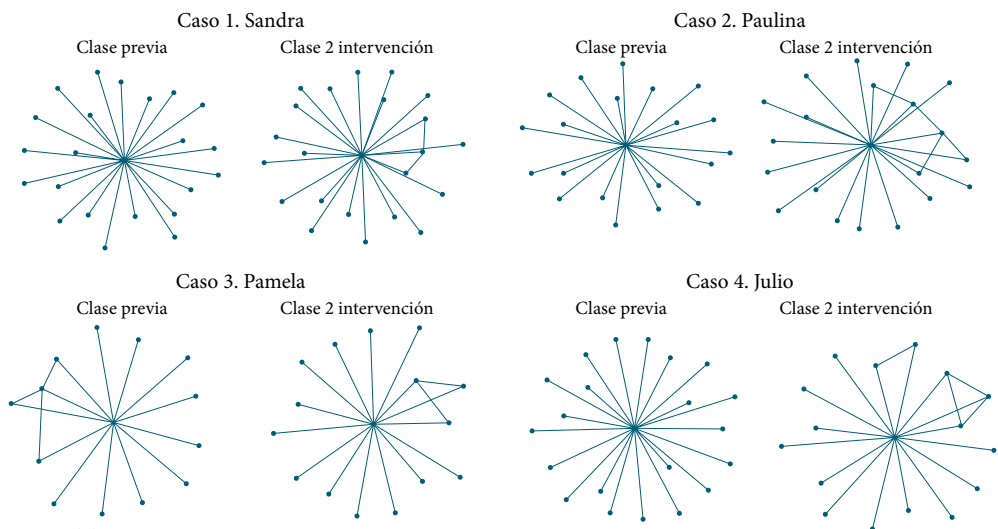 Caso 1. Sandra
Clase previa
Clase 2 intervención
Caso 2. Paulina
Clase previa
Clase 2 intervención
Caso 3. Pamela
Clase previa
Clase 2 intervención
Caso 4. Julio
Clase previa
Clase 2 intervención